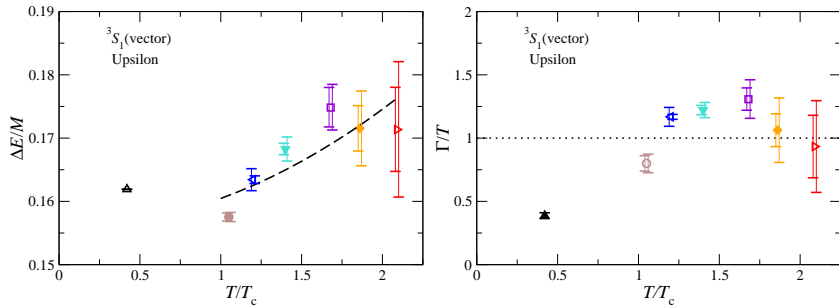 0.19
0.18
0.17
0.16
0.15
ΔE/M
³S₁(vector)
Upsilon
0 0.5 1 1.5 2
T/Tc
2
1.5
1
0.5
0
Γ/T
³S₁(vector)
Upsilon
0 0.5 1 1.5 2
T/Tc